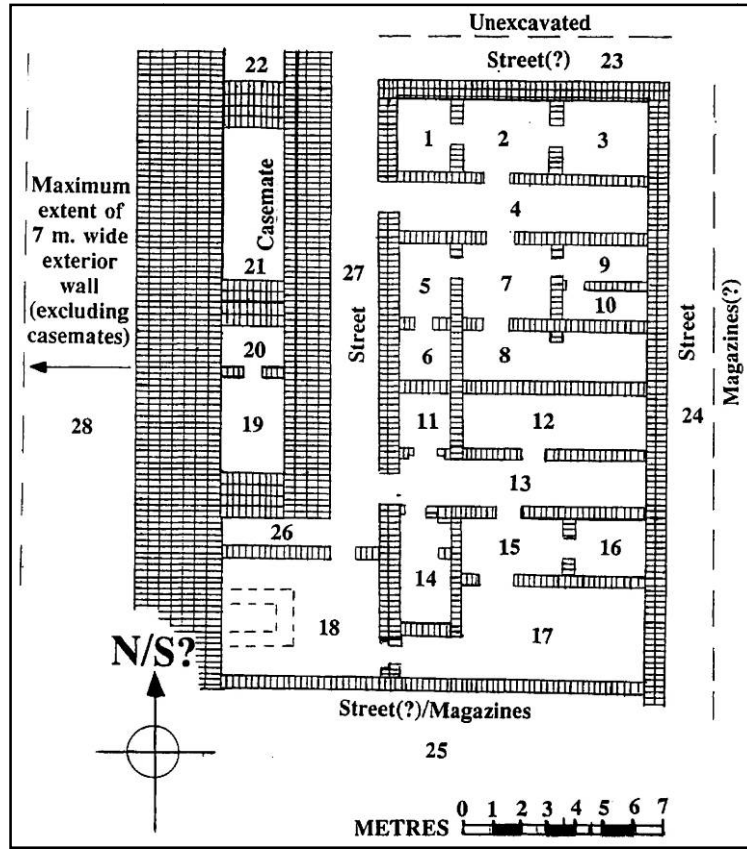 Unexcavated
Street(?) 23
22
1 2 3
Maximum
extent of
7 m. wide
exterior
wall
(excluding
casemates)
Casemate
4
21
27
Street
5 7 9
10
20
6 8
28
19
11 12
Street
24
Magazines(?)
13
26
15 16
14
18
17
N/S?
Street(?)/Magazines
25
METRES 0 1 2 3 4 5 6 7